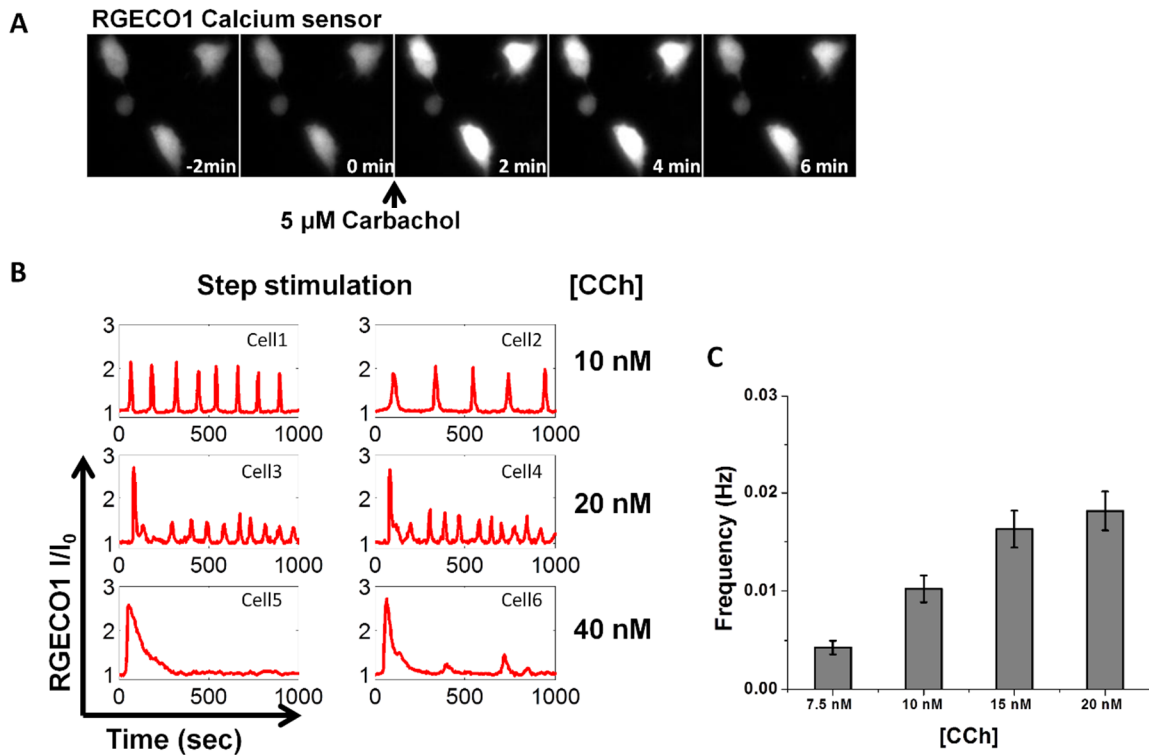 A
RGECO1 Calcium sensor
-2min
0 min
2 min
4 min
6 min
5 µM Carbachol
B
Step stimulation
[CCh]
3
2
1
Cell1
0
500
1000
3
2
1
Cell2
0
500
1000
10 nM
3
2
1
Cell3
0
500
1000
3
2
1
Cell4
0
500
1000
20 nM
3
2
1
Cell5
0
500
1000
3
2
1
Cell6
0
500
1000
40 nM
RGECO1 I/I0
Time (sec)
C
Frequency (Hz)
0.03
0.02
0.01
0.00
7.5 nM
10 nM
15 nM
20 nM
[CCh]